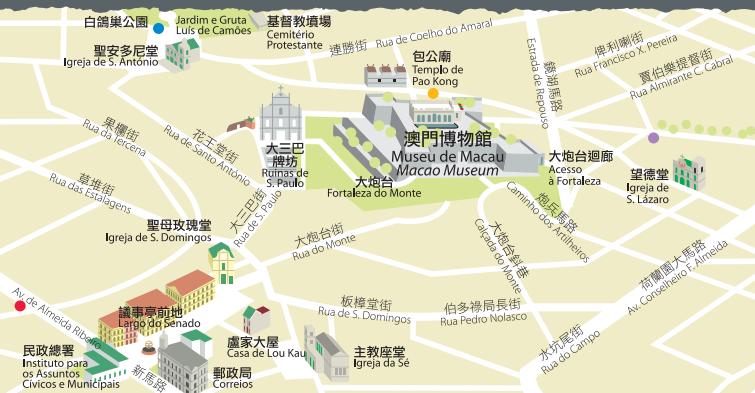 白鴿巢公園
Jardim e Gruta
Luís de Camões
基督教墳場
Cemitério
Protestante
連勝街 Rua de Coelho do Amaral
聖安多尼堂
Igreja de S. António
包公廟
Templo de
Pao Kong
鏡湖馬路
Estrada de Repouso
俾利喇街
Rua Francisco X. Pereira
賈伯樂提督街
Rua Almirante C. Cabral
果欄街
Rua da Tercena
花王堂街
Rua de Santo António
大三巴
牌坊
Ruínas de
S. Paulo
澳門博物館
Museu de Macau
Macao Museum
大炮台
Fortaleza do Monte
大炮台迴廊
Acesso
à Fortaleza
望德堂
Igreja de
S. Lázaro
草堆街
Rua das Estalagens
大三巴街
Rua de S. Paulo
聖母玫瑰堂
Igreja de S. Domingos
大炮台街
Rua do Monte
大炮台斜巷
Calçada do Monte
炮兵馬路
Caminho dos Artilheiros
荷蘭園大馬路
Av. Conselheiro F. Almeida
Av. de Almeida Ribeiro
新馬路
議事亭前地
Largo do Senado
板樟堂街
Rua de S. Domingos
伯多祿局長街
Rua Pedro Nolasco
水坑尾街
Rua do Campo
民政總署
Instituto para
os Assuntos
Cívicos e Municipais
盧家大屋
Casa de Lou Kau
郵政局
Correios
主教座堂
Igreja da Sé